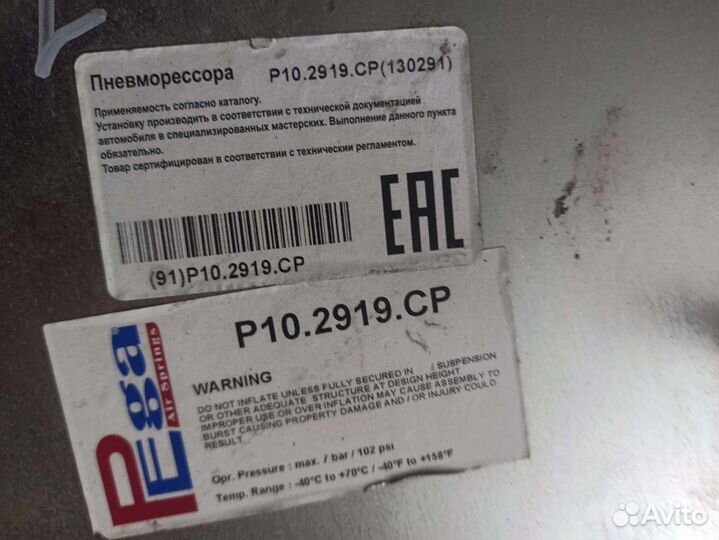 Пневморессора P10.2919.CP(130291)
Применяемость согласно каталогу.
Установку производить в соответствии с технической документацией
автомобиля в специализированных мастерских. Выполнение данного пункта
обязательно.
Товар сертифицирован в соответствии с техническим регламентом.
EAC
(91)P10.2919.CP
PEga
Air Springs
P10.2919.CP
WARNING
DO NOT INFLATE UNLESS FULLY SECURED IN SUSPENSION
OR OTHER ADEQUATE STRUCTURE AT DESIGN HEIGHT
IMPROPER USE OR OVER INFLATION MAY CAUSE ASSEMBLY TO
BURST CAUSING PROPERTY DAMAGE AND / OR INJURY COULD
RESULT
Opr. Pressure : max. 7 bar / 102 psi
Temp. Range : -40°C to +70°C / -40°F to +158°F
Avito